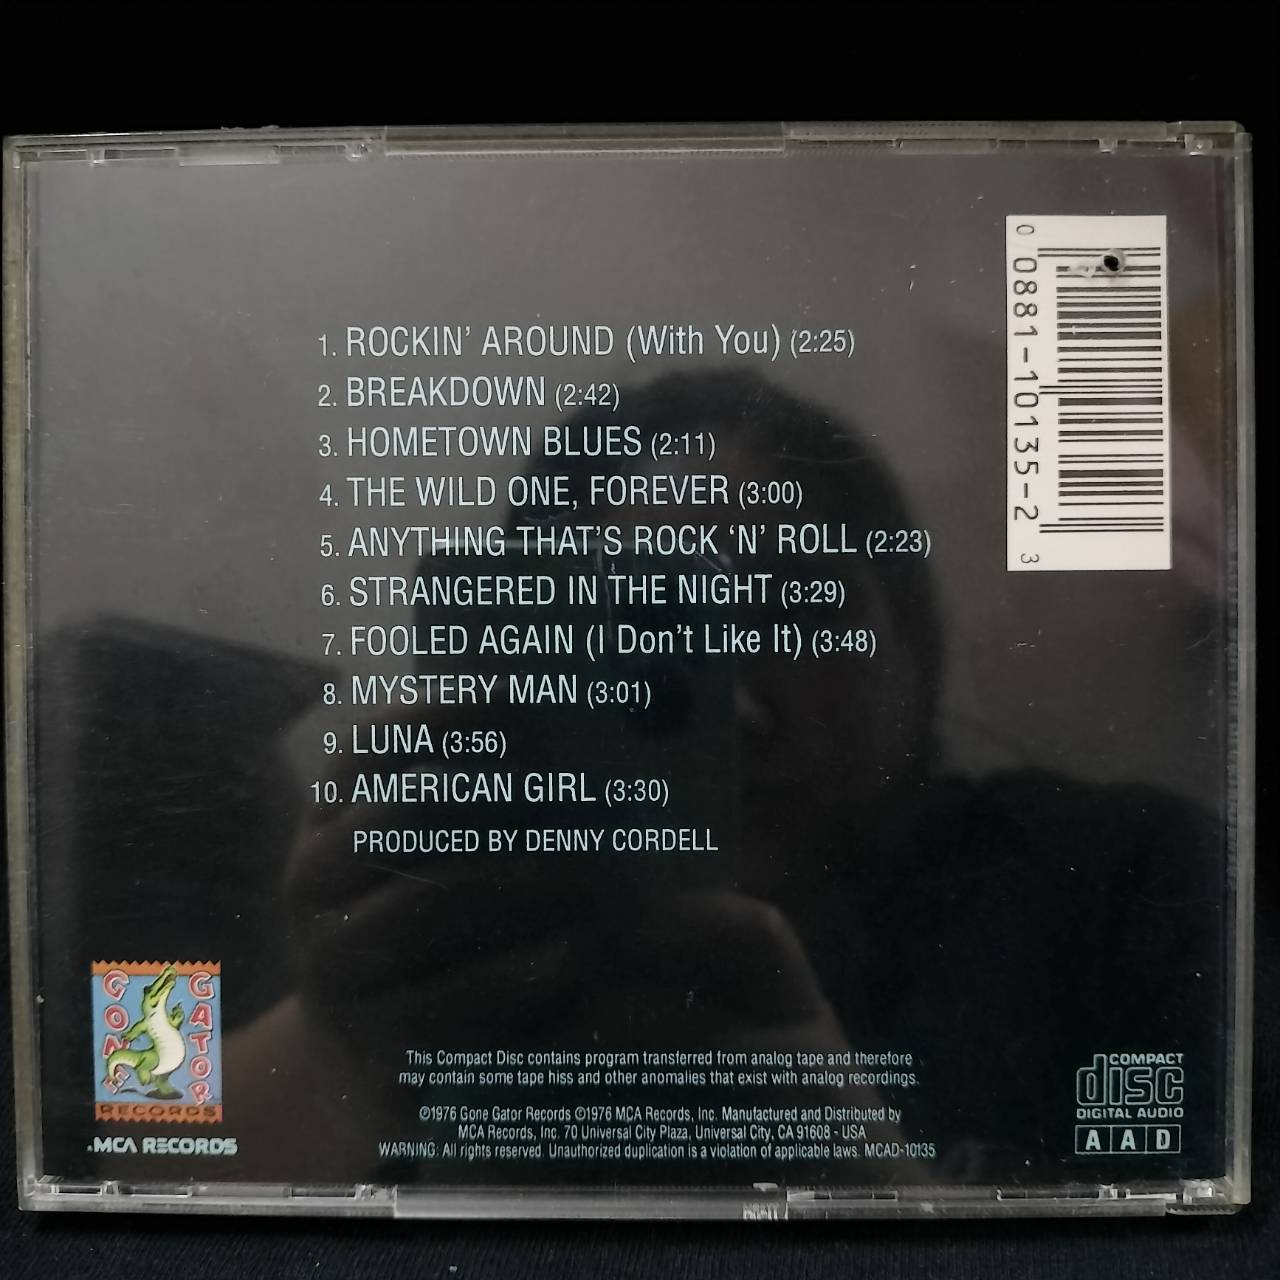 1. ROCKIN' AROUND (With You) (2:25)
2. BREAKDOWN (2:42)
3. HOMETOWN BLUES (2:11)
4. THE WILD ONE, FOREVER (3:00)
5. ANYTHING THAT'S ROCK 'N' ROLL (2:23)
6. STRANGERED IN THE NIGHT (3:29)
7. FOOLED AGAIN (I Don't Like It) (3:48)
8. MYSTERY MAN (3:01)
9. LUNA (3:56)
10. AMERICAN GIRL (3:30)
PRODUCED BY DENNY CORDELL
0 0881-10135-2 3
GONE GATOR
RECORDS
MCA RECORDS
This Compact Disc contains program transferred from analog tape and therefore
may contain some tape hiss and other anomalies that exist with analog recordings.
℗1976 Gone Gator Records ©1976 MCA Records, Inc. Manufactured and Distributed by
MCA Records, Inc. 70 Universal City Plaza, Universal City, CA 91608 - USA
WARNING: All rights reserved. Unauthorized duplication is a violation of applicable laws. MCAD-10135
COMPACT
disc
DIGITAL AUDIO
A A D